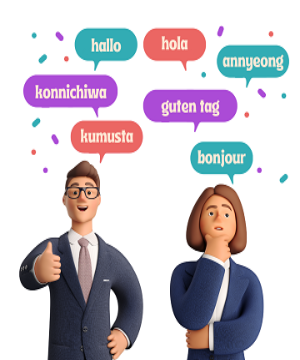 hallo
hola
annyeong
konnichiwa
guten tag
kumusta
bonjour